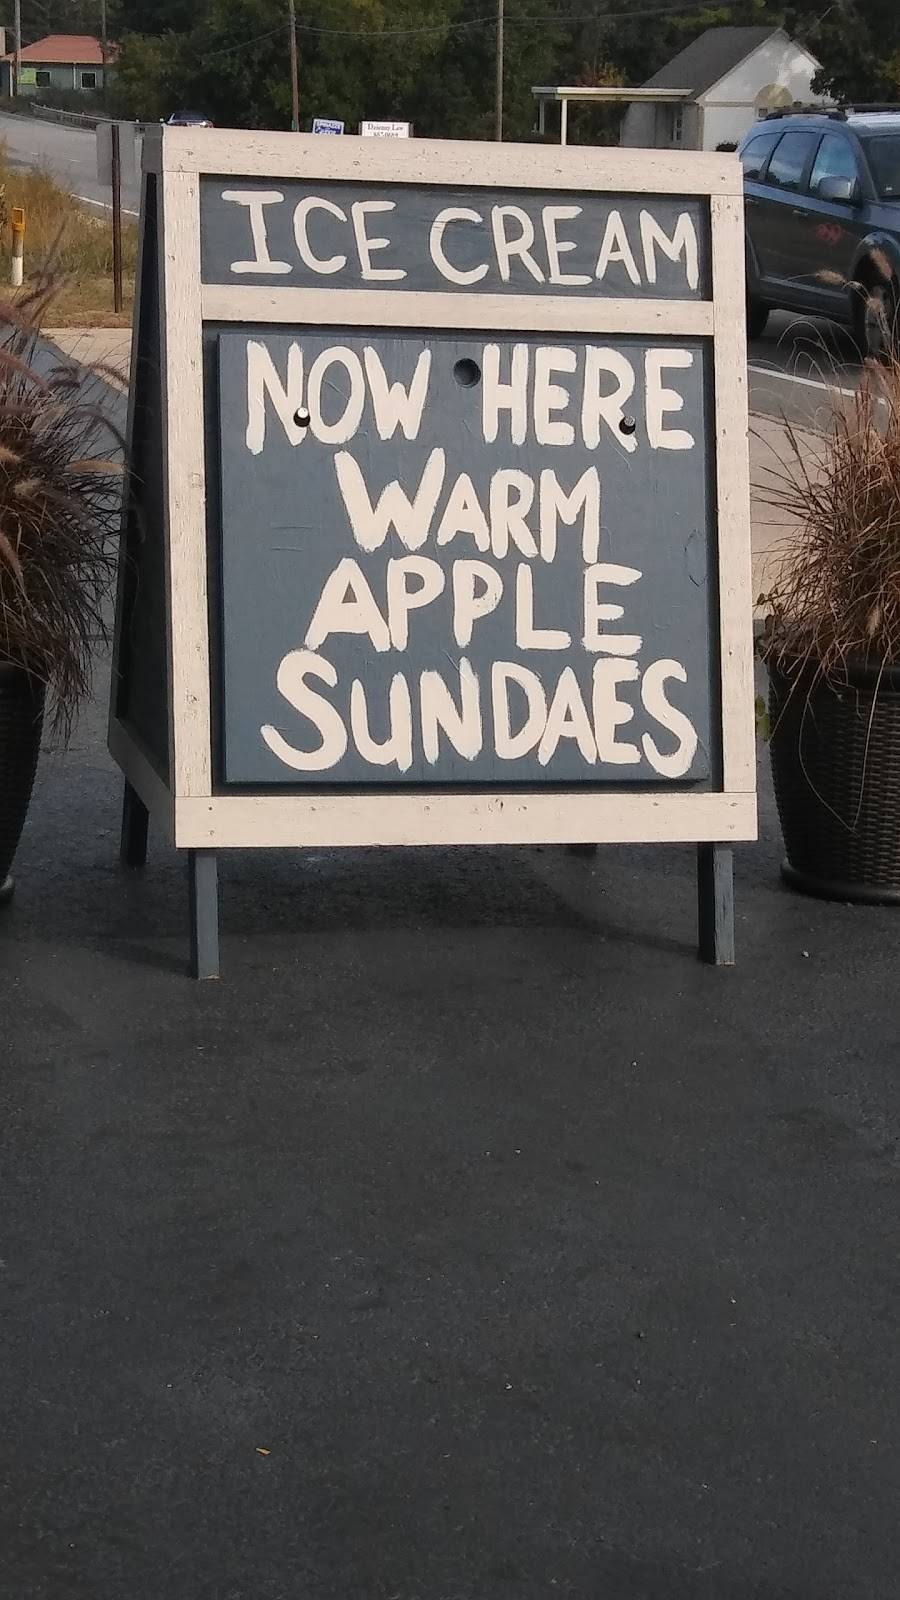 ICE CREAM
NOW HERE
WARM
APPLE
SUNDAES